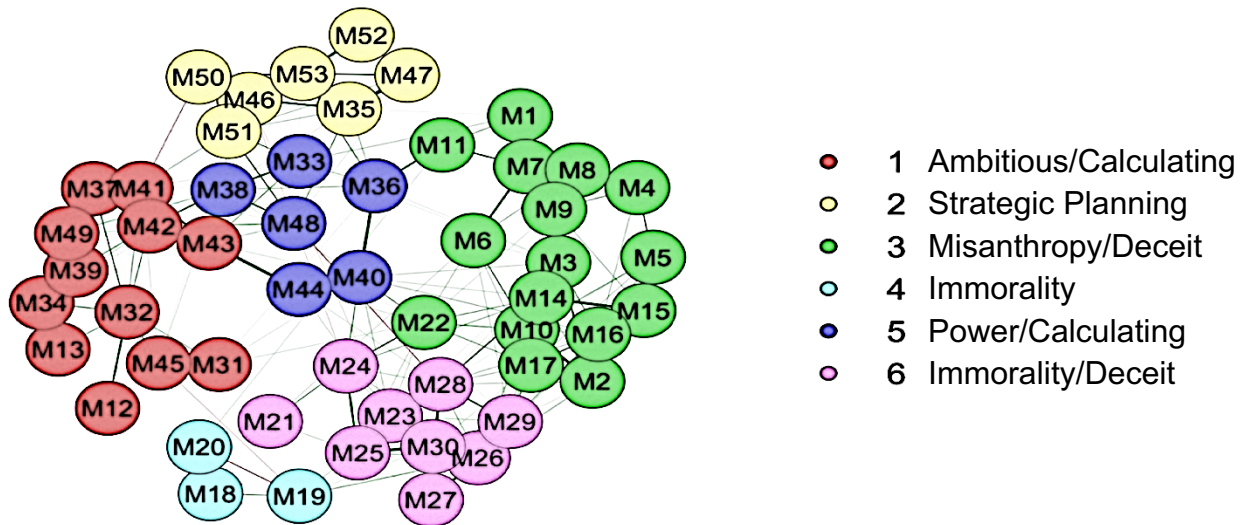 M52
M50
M53
M47
M46
M35
M51
M1
M11
M33
M7
M8
M37
M41
M38
M36
M4
M9
M42
M48
M49
M43
M6
M5
M39
M44
M40
M3
M34
M32
M14
M15
M22
M10
M16
M13
M45
M31
M24
M17
M2
M28
M12
M21
M23
M29
M20
M25
M30
M26
M18
M19
M27
1 Ambitious/Calculating
2 Strategic Planning
3 Misanthropy/Deceit
4 Immorality
5 Power/Calculating
6 Immorality/Deceit